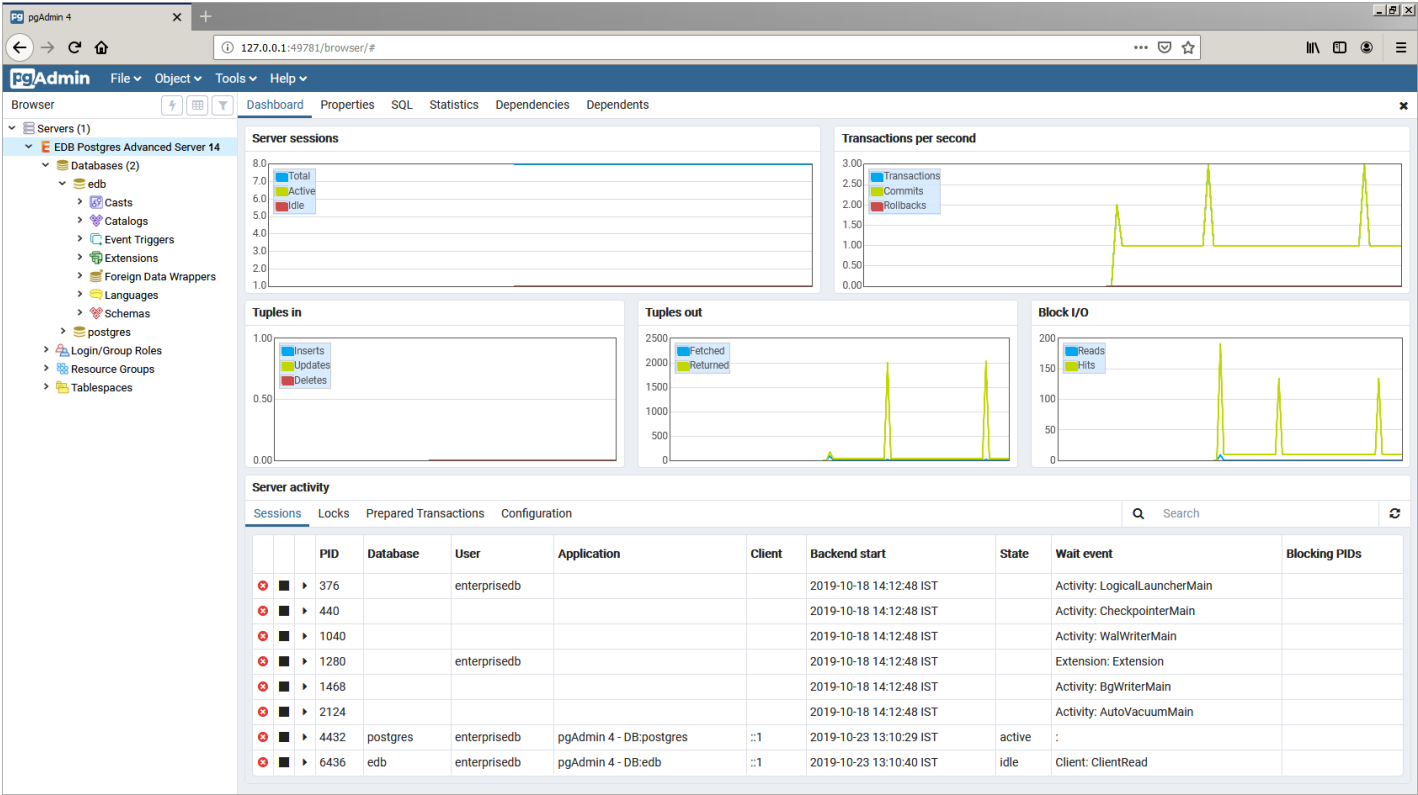 pgAdmin 4
127.0.0.1:49781/browser/#
pgAdmin File Object Tools Help
Browser
Servers (1)
EDB Postgres Advanced Server 14
Databases (2)
edb
Casts
Catalogs
Event Triggers
Extensions
Foreign Data Wrappers
Languages
Schemas
postgres
Login/Group Roles
Resource Groups
Tablespaces
Dashboard Properties SQL Statistics Dependencies Dependents
Server sessions
8.0
7.0
6.0
5.0
4.0
3.0
2.0
1.0
Total
Active
Idle
Transactions per second
3.00
2.50
2.00
1.50
1.00
0.50
0.00
Transactions
Commits
Rollbacks
Tuples in
1.00
0.50
0.00
Inserts
Updates
Deletes
Tuples out
2500
2000
1500
1000
500
0
Fetched
Returned
Block I/O
200
150
100
50
0
Reads
Hits
Server activity
Sessions Locks Prepared Transactions Configuration Search
PID Database User Application Client Backend start State Wait event Blocking PIDs
376 enterprisedb 2019-10-18 14:12:48 IST Activity: LogicalLauncherMain
440 2019-10-18 14:12:48 IST Activity: CheckpointerMain
1040 2019-10-18 14:12:48 IST Activity: WalWriterMain
1280 enterprisedb 2019-10-18 14:12:48 IST Extension: Extension
1468 2019-10-18 14:12:48 IST Activity: BgWriterMain
2124 2019-10-18 14:12:48 IST Activity: AutoVacuumMain
4432 postgres enterprisedb pgAdmin 4 - DB:postgres ::1 2019-10-23 13:10:29 IST active :
6436 edb enterprisedb pgAdmin 4 - DB:edb ::1 2019-10-23 13:10:40 IST idle Client: ClientRead